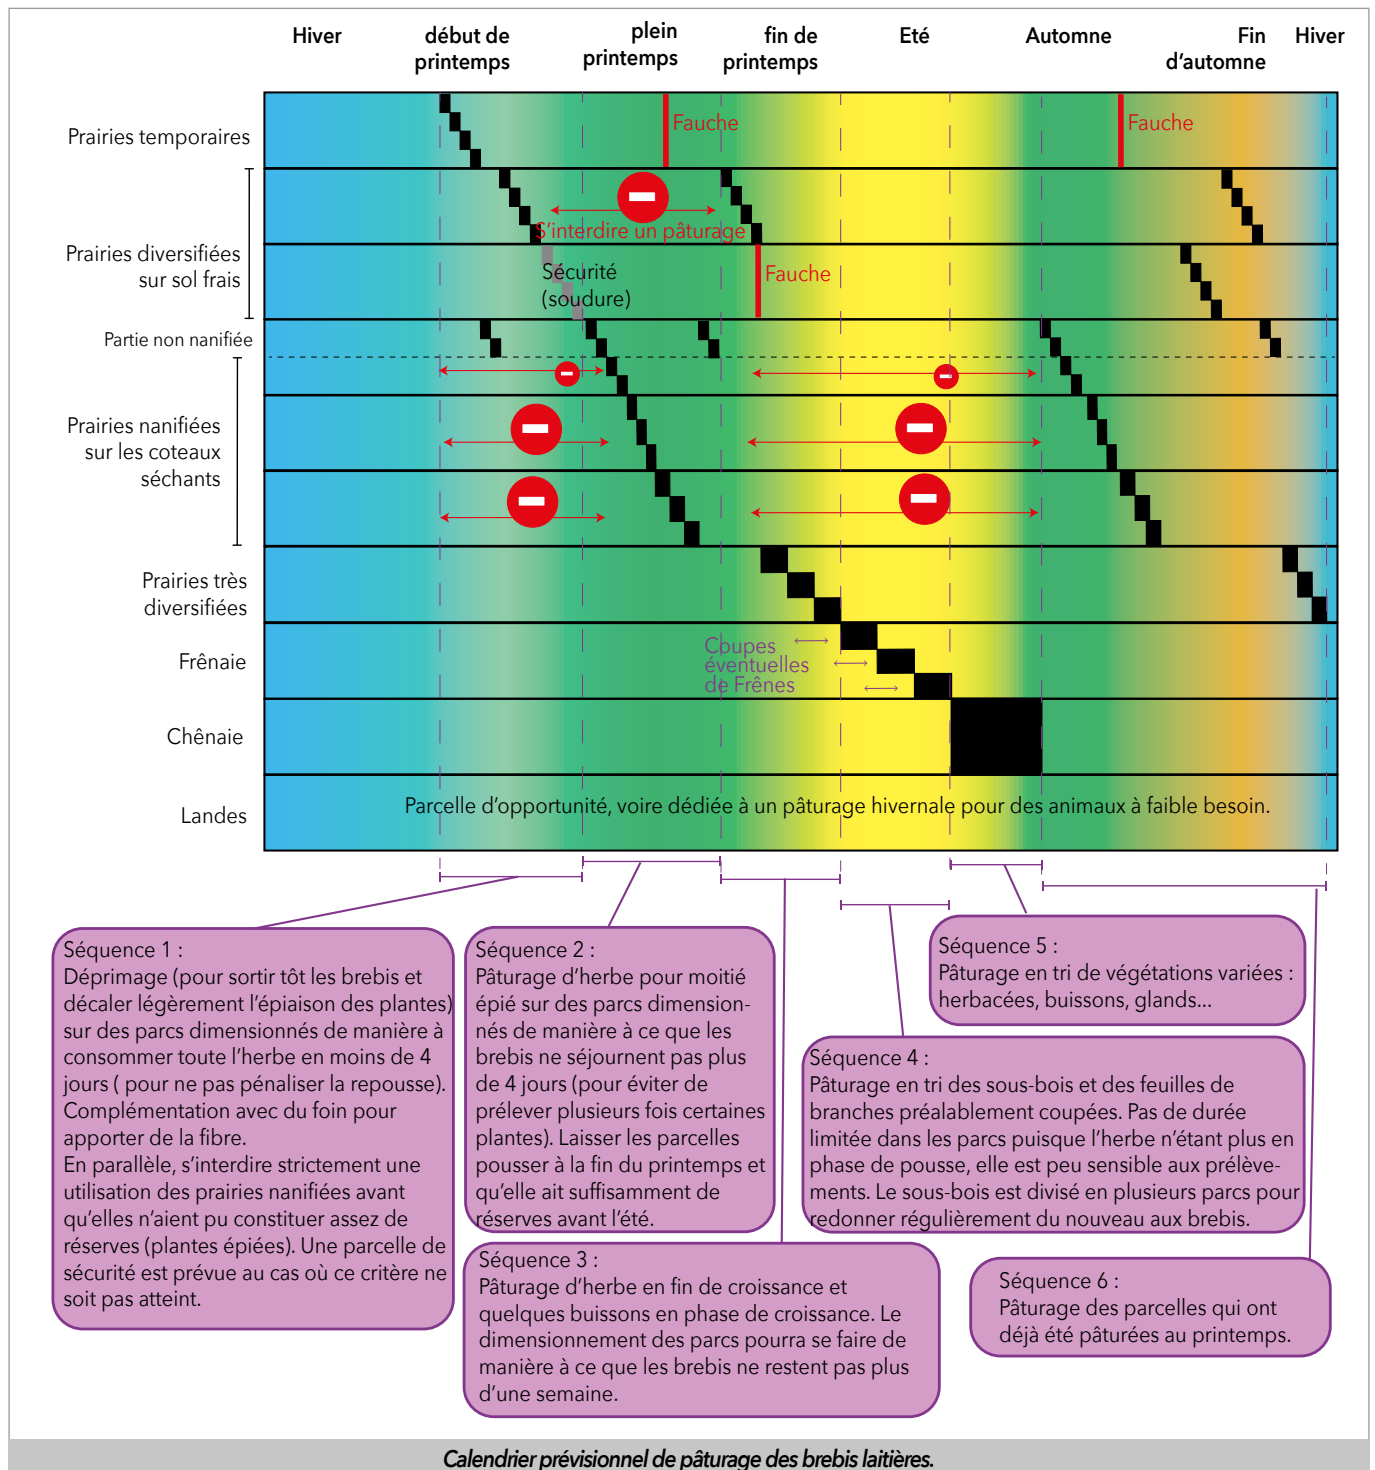 Hiver
début de
printemps
plein
printemps
fin de
printemps
Eté
Automne
Fin
d'automne
Hiver
Prairies temporaires
Fauche
Fauche
Prairies diversifiées
sur sol frais
S'interdire un pâturage
Sécurité
(soudure)
Fauche
Partie non nanifiée
Prairies nanifiées
sur les coteaux
séchants
Prairies très
diversifiées
Frênaie
Coupes
éventuelles
de Frênes
Chênaie
Landes
Parcelle d'opportunité, voire dédiée à un pâturage hivernale pour des animaux à faible besoin.
Séquence 1 :
Déprimage (pour sortir tôt les brebis et
décaler légèrement l'épiaison des plantes)
sur des parcs dimensionnés de manière à
consommer toute l'herbe en moins de 4
jours ( pour ne pas pénaliser la repousse).
Complémentation avec du foin pour
apporter de la fibre.
En parallèle, s'interdire strictement une
utilisation des prairies nanifiées avant
qu'elles n'aient pu constituer assez de
réserves (plantes épiées). Une parcelle de
sécurité est prévue au cas où ce critère ne
soit pas atteint.
Séquence 2 :
Pâturage d'herbe pour moitié
épié sur des parcs dimension-
nés de manière à ce que les
brebis ne séjournent pas plus
de 4 jours (pour éviter de
prélever plusieurs fois certaines
plantes). Laisser les parcelles
pousser à la fin du printemps et
qu'elle ait suffisamment de
réserves avant l'été.
Séquence 3 :
Pâturage d'herbe en fin de croissance et
quelques buissons en phase de croissance. Le
dimensionnement des parcs pourra se faire de
manière à ce que les brebis ne restent pas plus
d'une semaine.
Séquence 5 :
Pâturage en tri de végétations variées :
herbacées, buissons, glands...
Séquence 4 :
Pâturage en tri des sous-bois et des feuilles de
branches préalablement coupées. Pas de durée
limitée dans les parcs puisque l'herbe n'étant plus en
phase de pousse, elle est peu sensible aux prélève-
ments. Le sous-bois est divisé en plusieurs parcs pour
redonner régulièrement du nouveau aux brebis.
Séquence 6 :
Pâturage des parcelles qui ont
déjà été pâturées au printemps.
Calendrier prévisionnel de pâturage des brebis laitières.